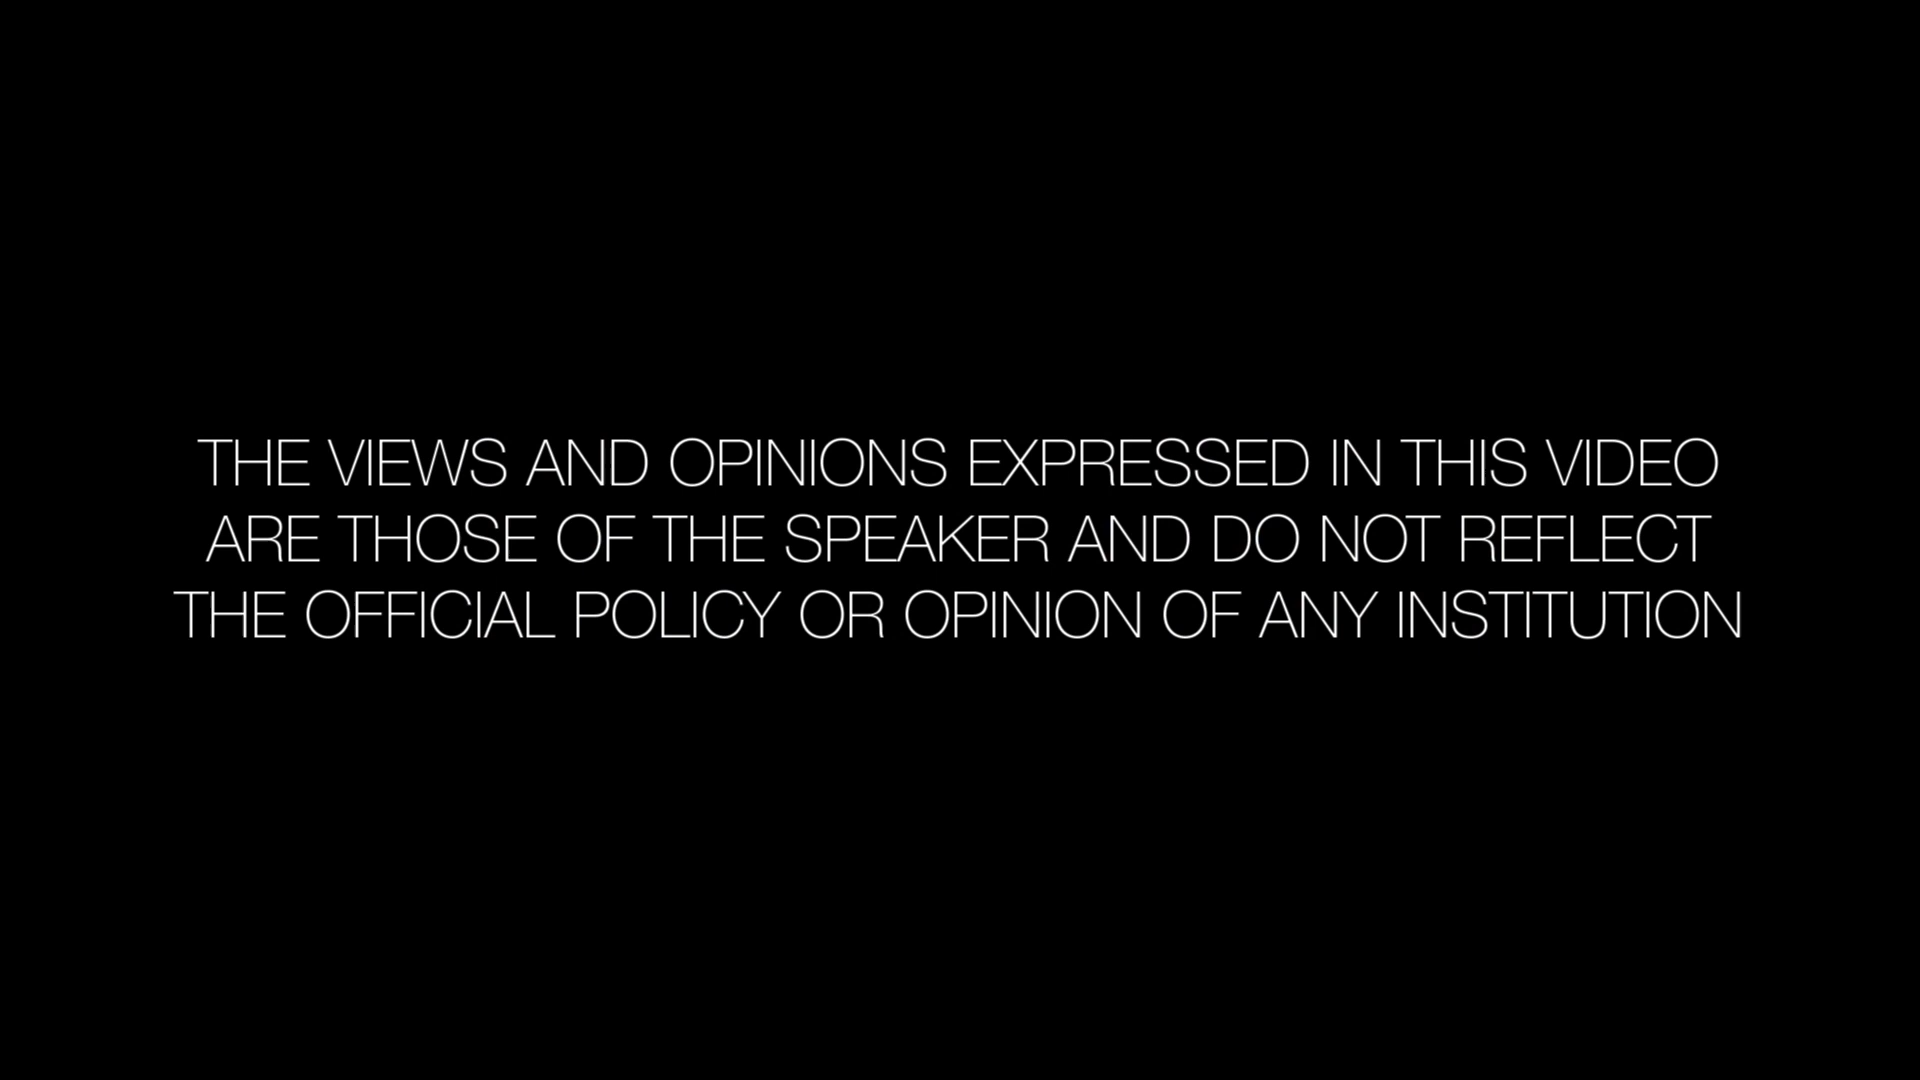 THE VIEWS AND OPINIONS EXPRESSED IN THIS VIDEO
ARE THOSE OF THE SPEAKER AND DO NOT REFLECT
THE OFFICIAL POLICY OR OPINION OF ANY INSTITUTION